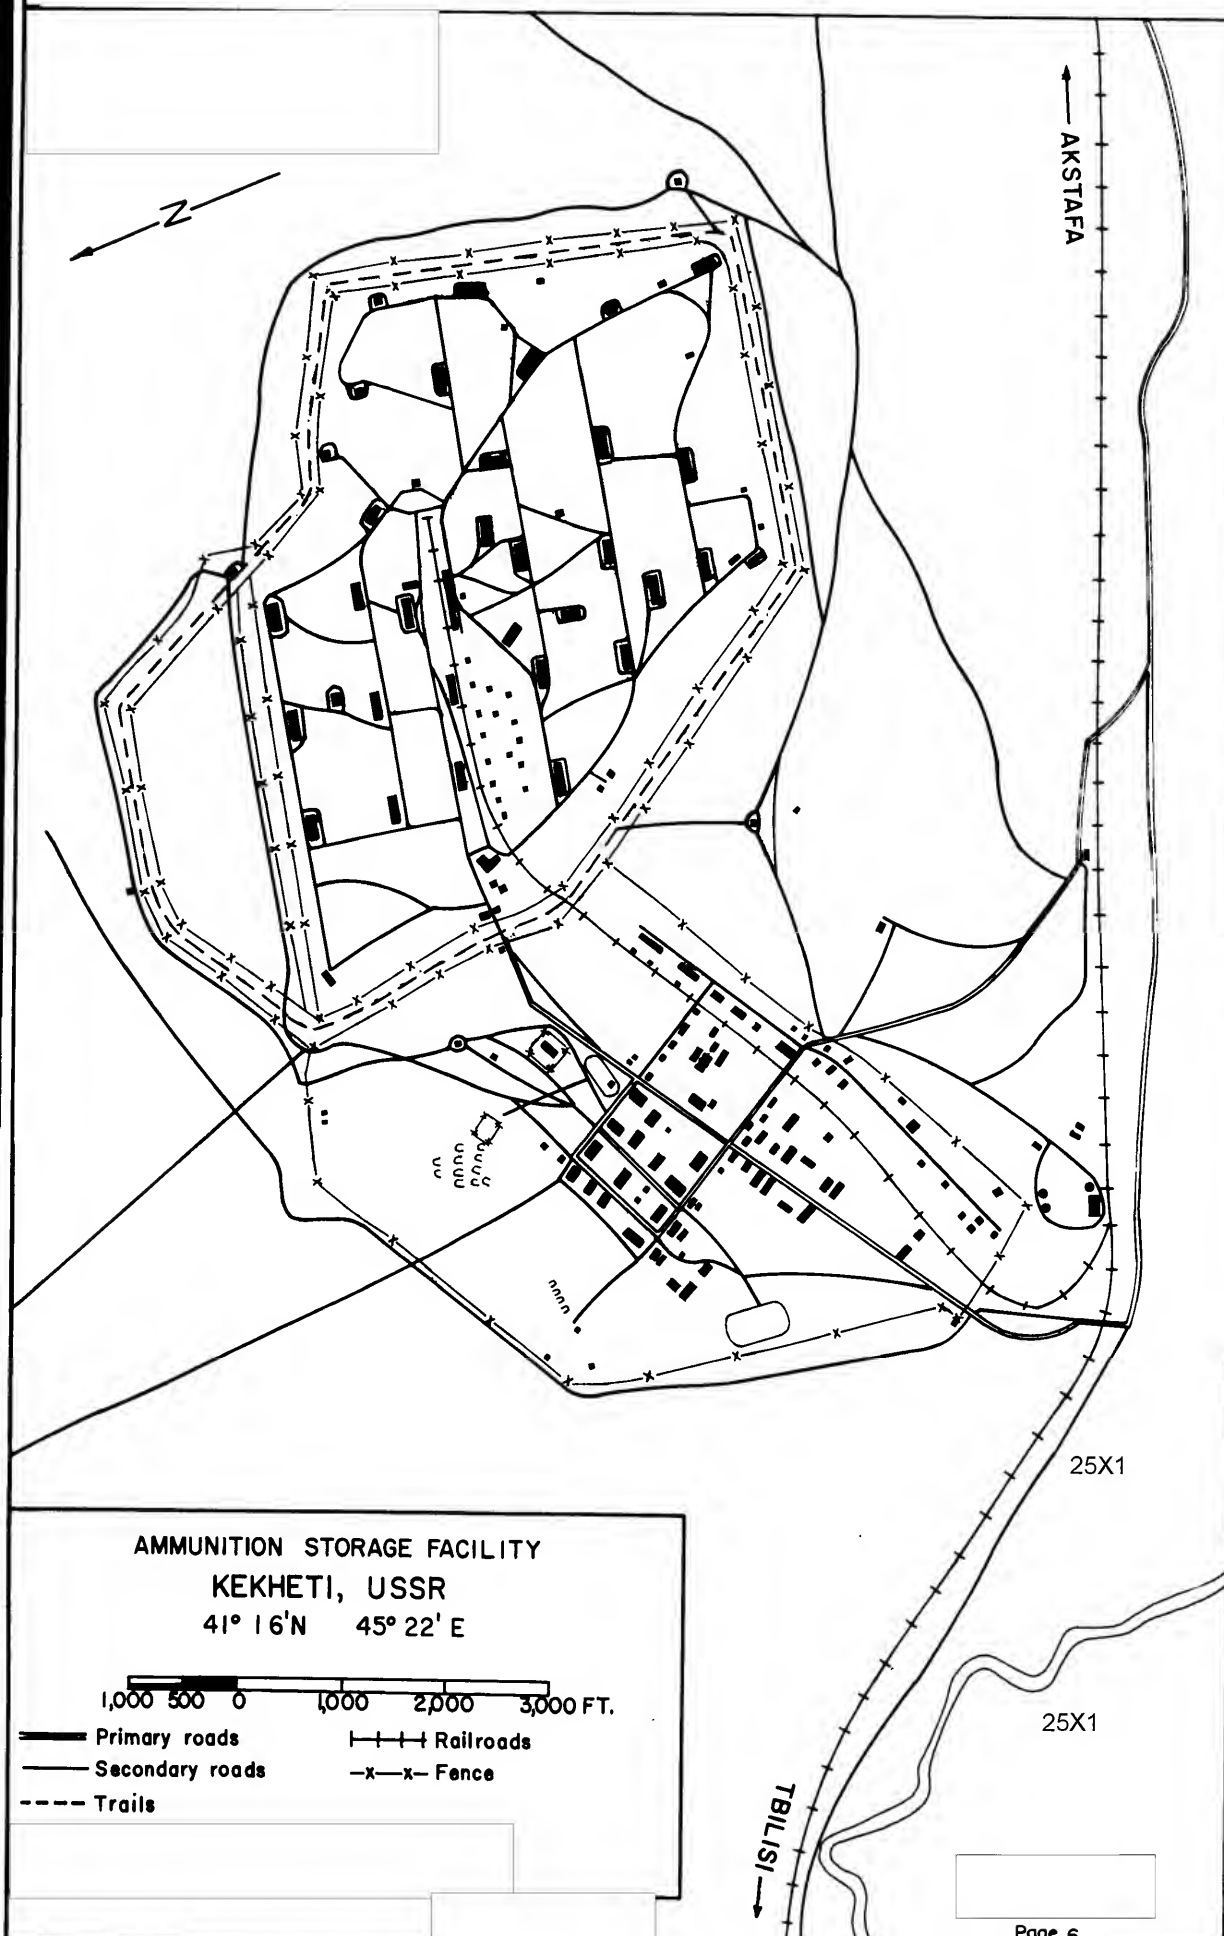 N
← AKSTAFA
25X1
AMMUNITION STORAGE FACILITY
KEKHETI, USSR
41° 16'N 45° 22' E
1,000 500 0 1,000 2,000 3,000 FT.
Primary roads
Railroads
Secondary roads
-x—x- Fence
Trails
25X1
TBILISI →
Page 6